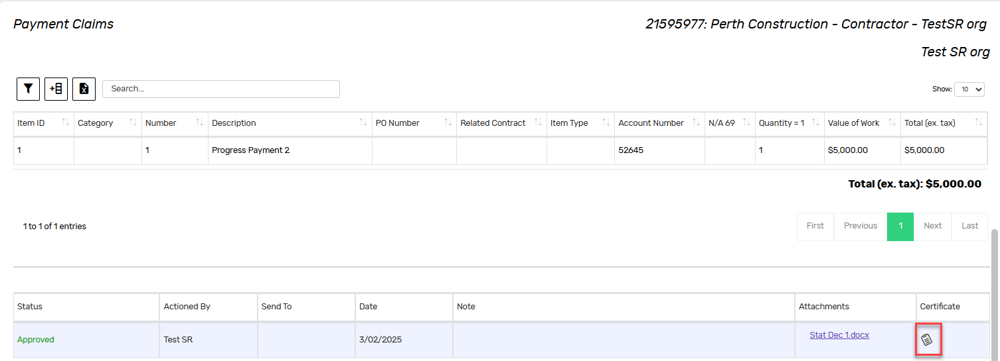 Payment Claims
21595977: Perth Construction - Contractor - TestSR org
Test SR org
Search...
Show: 10
Item ID Category Number Description PO Number Related Contract Item Type Account Number N/A 69 Quantity = 1 Value of Work Total (ex. tax)
1 1 Progress Payment 2 52645 1 $5,000.00 $5,000.00
Total (ex. tax): $5,000.00
1 to 1 of 1 entries
First Previous 1 Next Last
Status Actioned By Send To Date Note Attachments Certificate
Approved Test SR 3/02/2025 Stat Dec 1.docx